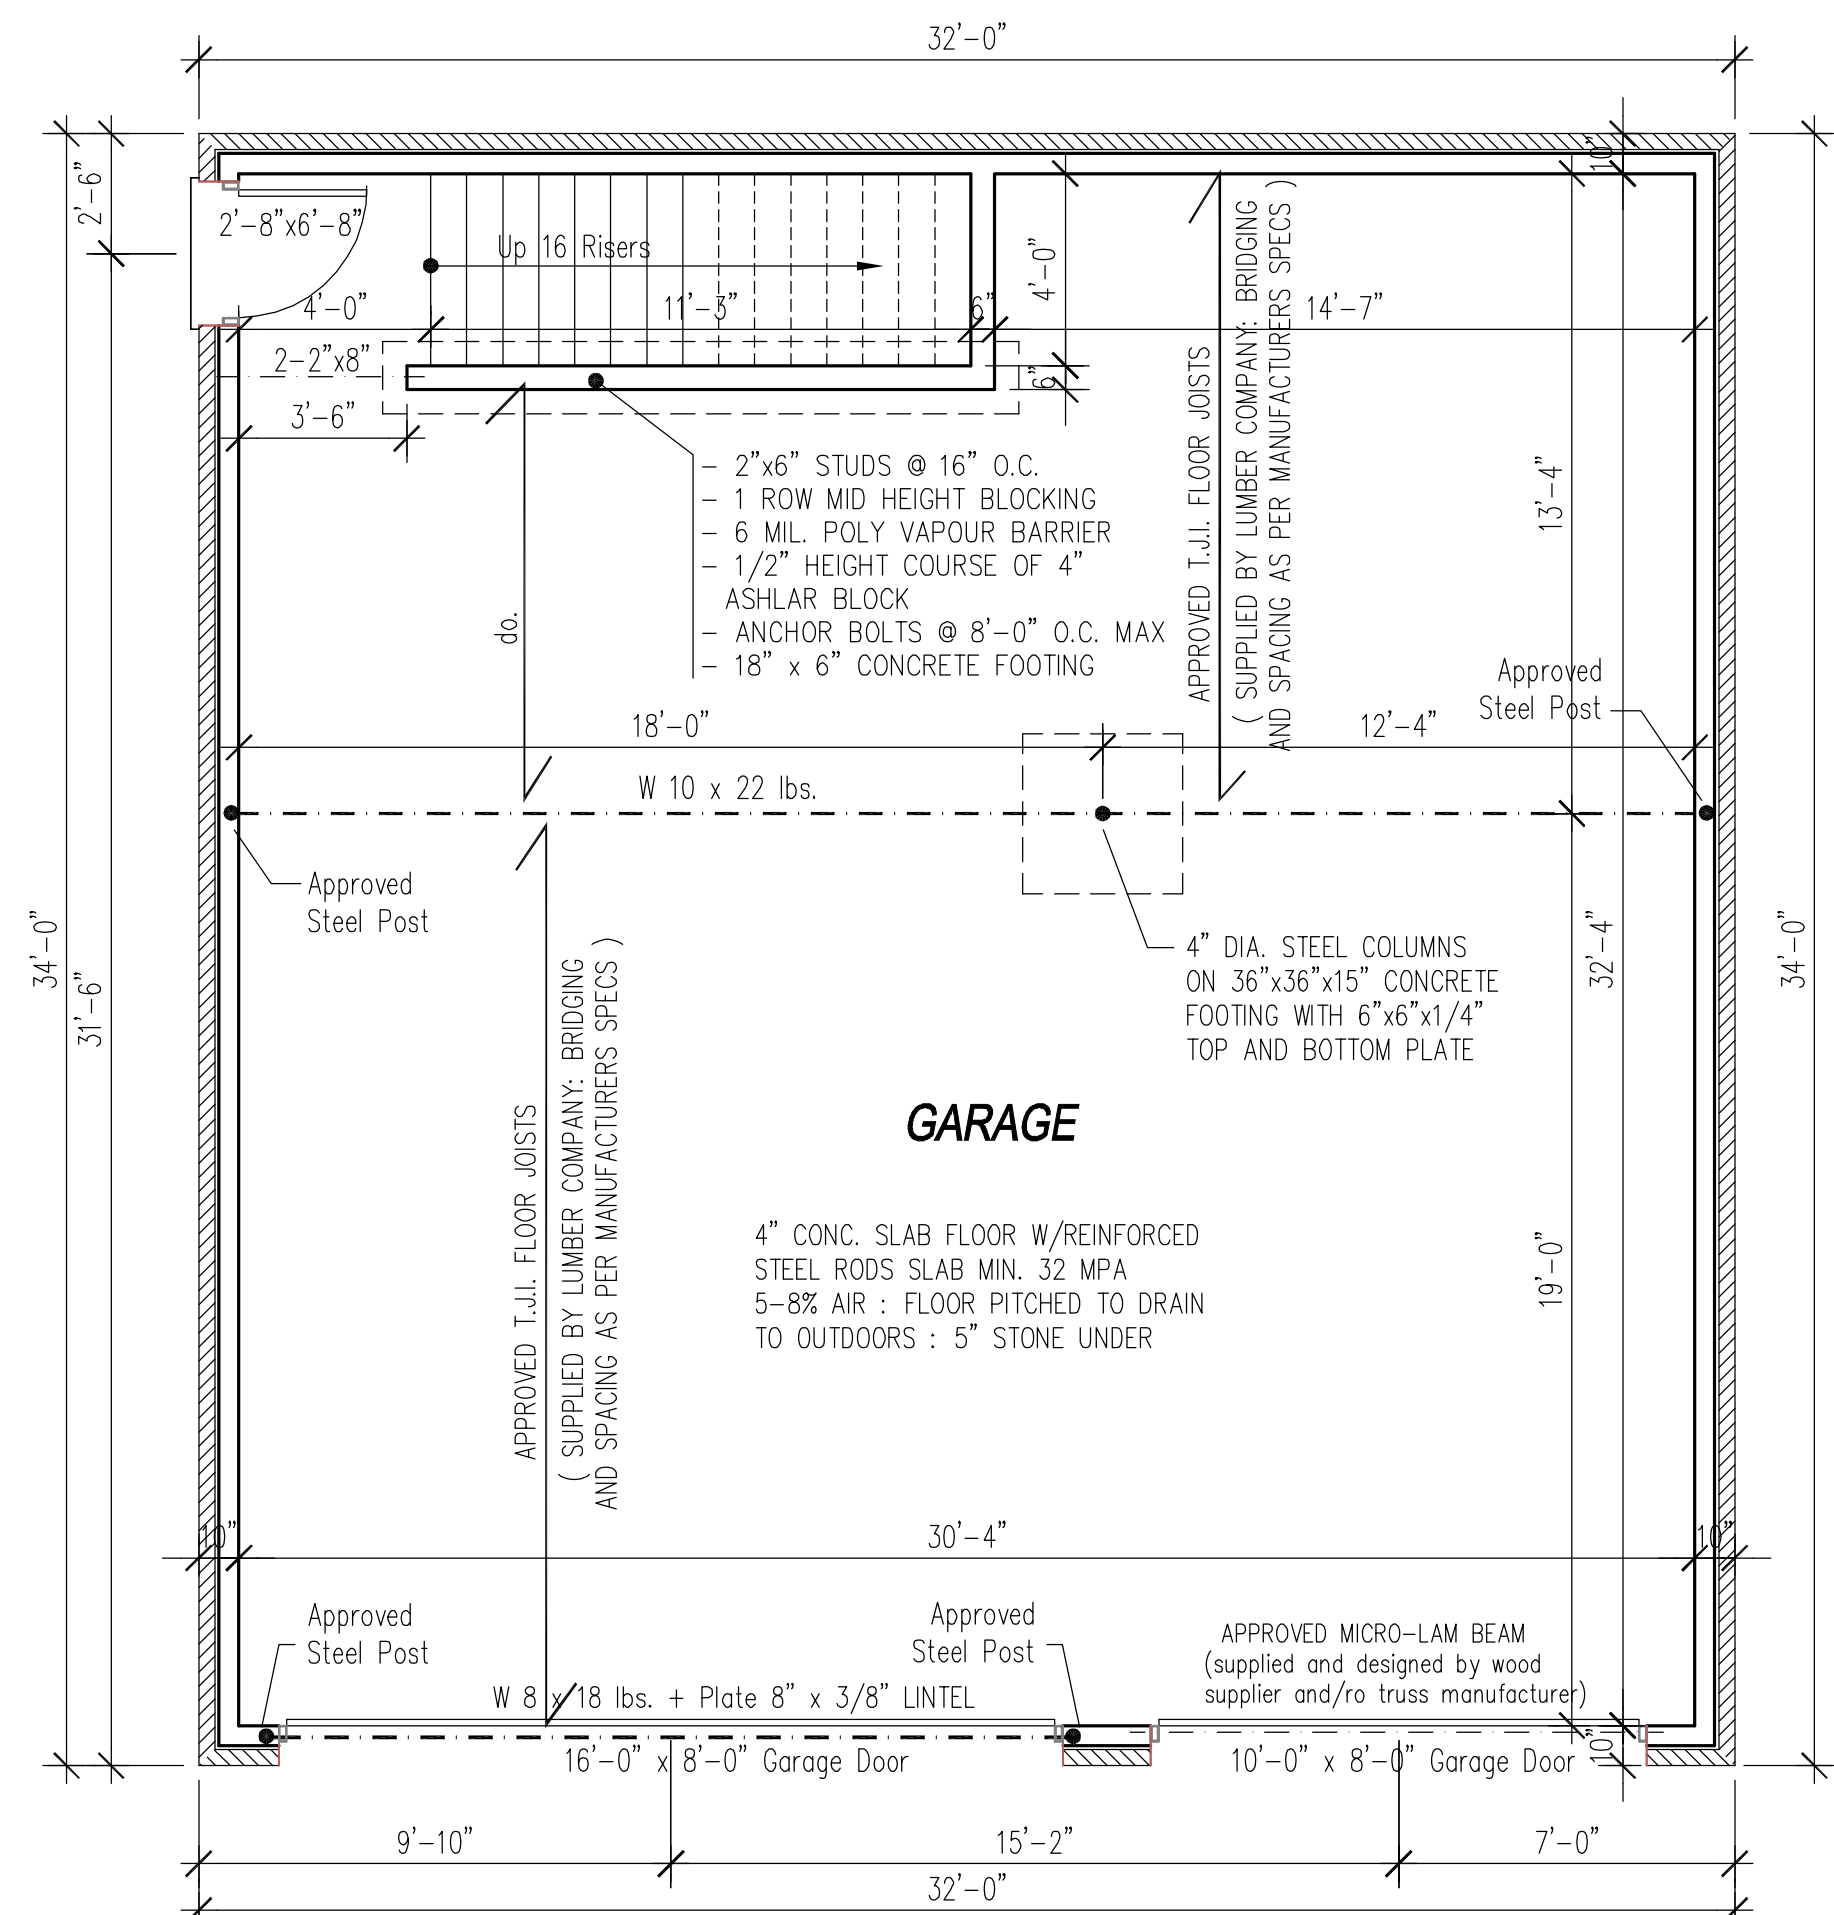 32'-0"
10"
2'-6"
2'-8"x6'-8"
Up 16 Risers
4'-0"
4'-0"
11'-3"
6"
14'-7"
2-2"x8"
6"
3'-6"
- 2"x6" STUDS @ 16" O.C.
- 1 ROW MID HEIGHT BLOCKING
- 6 MIL. POLY VAPOUR BARRIER
- 1/2" HEIGHT COURSE OF 4"
ASHLAR BLOCK
- ANCHOR BOLTS @ 8'-0" O.C. MAX
- 18" x 6" CONCRETE FOOTING
do.
APPROVED T.J.I. FLOOR JOISTS
( SUPPLIED BY LUMBER COMPANY: BRIDGING
AND SPACING AS PER MANUFACTURERS SPECS )
13'-4"
Approved
Steel Post
18'-0"
12'-4"
W 10 x 22 lbs.
Approved
Steel Post
34'-0"
31'-6"
32'-4"
34'-0"
4" DIA. STEEL COLUMNS
ON 36"x36"x15" CONCRETE
FOOTING WITH 6"x6"x1/4"
TOP AND BOTTOM PLATE
GARAGE
APPROVED T.J.I. FLOOR JOISTS
( SUPPLIED BY LUMBER COMPANY: BRIDGING
AND SPACING AS PER MANUFACTURERS SPECS )
4" CONC. SLAB FLOOR W/REINFORCED
STEEL RODS SLAB MIN. 32 MPA
5-8% AIR : FLOOR PITCHED TO DRAIN
TO OUTDOORS : 5" STONE UNDER
19'-0"
10"
30'-4"
10"
Approved
Steel Post
Approved
Steel Post
APPROVED MICRO-LAM BEAM
(supplied and designed by wood
supplier and/ro truss manufacturer)
W 8 x 18 lbs. + Plate 8" x 3/8" LINTEL
16'-0" x 8'-0" Garage Door
10'-0" x 8'-0" Garage Door
10"
9'-10"
15'-2"
7'-0"
32'-0"